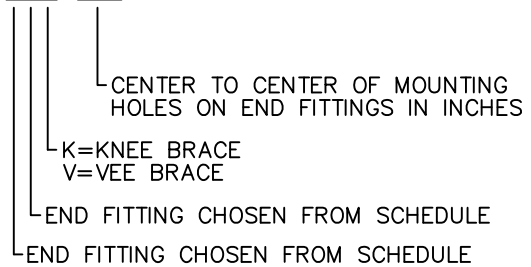 CENTER TO CENTER OF MOUNTING
HOLES ON END FITTINGS IN INCHES
K=KNEE BRACE
V=VEE BRACE
END FITTING CHOSEN FROM SCHEDULE
END FITTING CHOSEN FROM SCHEDULE